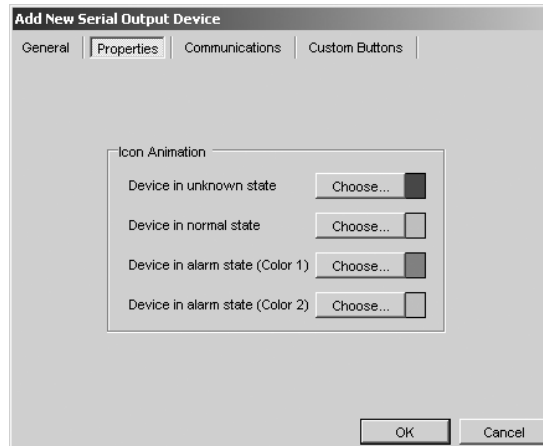 Add New Serial Output Device
General Properties Communications Custom Buttons
Icon Animation
Device in unknown state Choose...
Device in normal state Choose...
Device in alarm state (Color 1) Choose...
Device in alarm state (Color 2) Choose...
OK Cancel